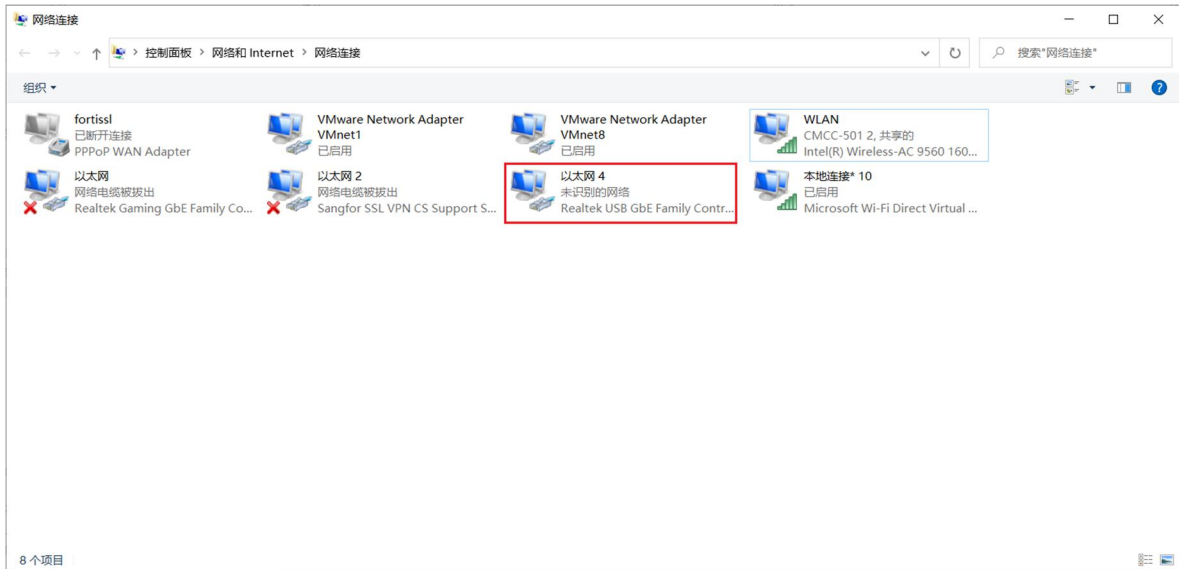 网络连接
控制面板 > 网络和 Internet > 网络连接
搜索"网络连接"
组织
fortissl
已断开连接
PPPoP WAN Adapter
VMware Network Adapter
VMnet1
已启用
VMware Network Adapter
VMnet8
已启用
WLAN
CMCC-501 2, 共享的
Intel(R) Wireless-AC 9560 160...
以太网
网络电缆被拔出
Realtek Gaming GbE Family Co...
以太网 2
网络电缆被拔出
Sangfor SSL VPN CS Support S...
以太网 4
未识别的网络
Realtek USB GbE Family Contr...
本地连接* 10
已启用
Microsoft Wi-Fi Direct Virtual ...
8 个项目